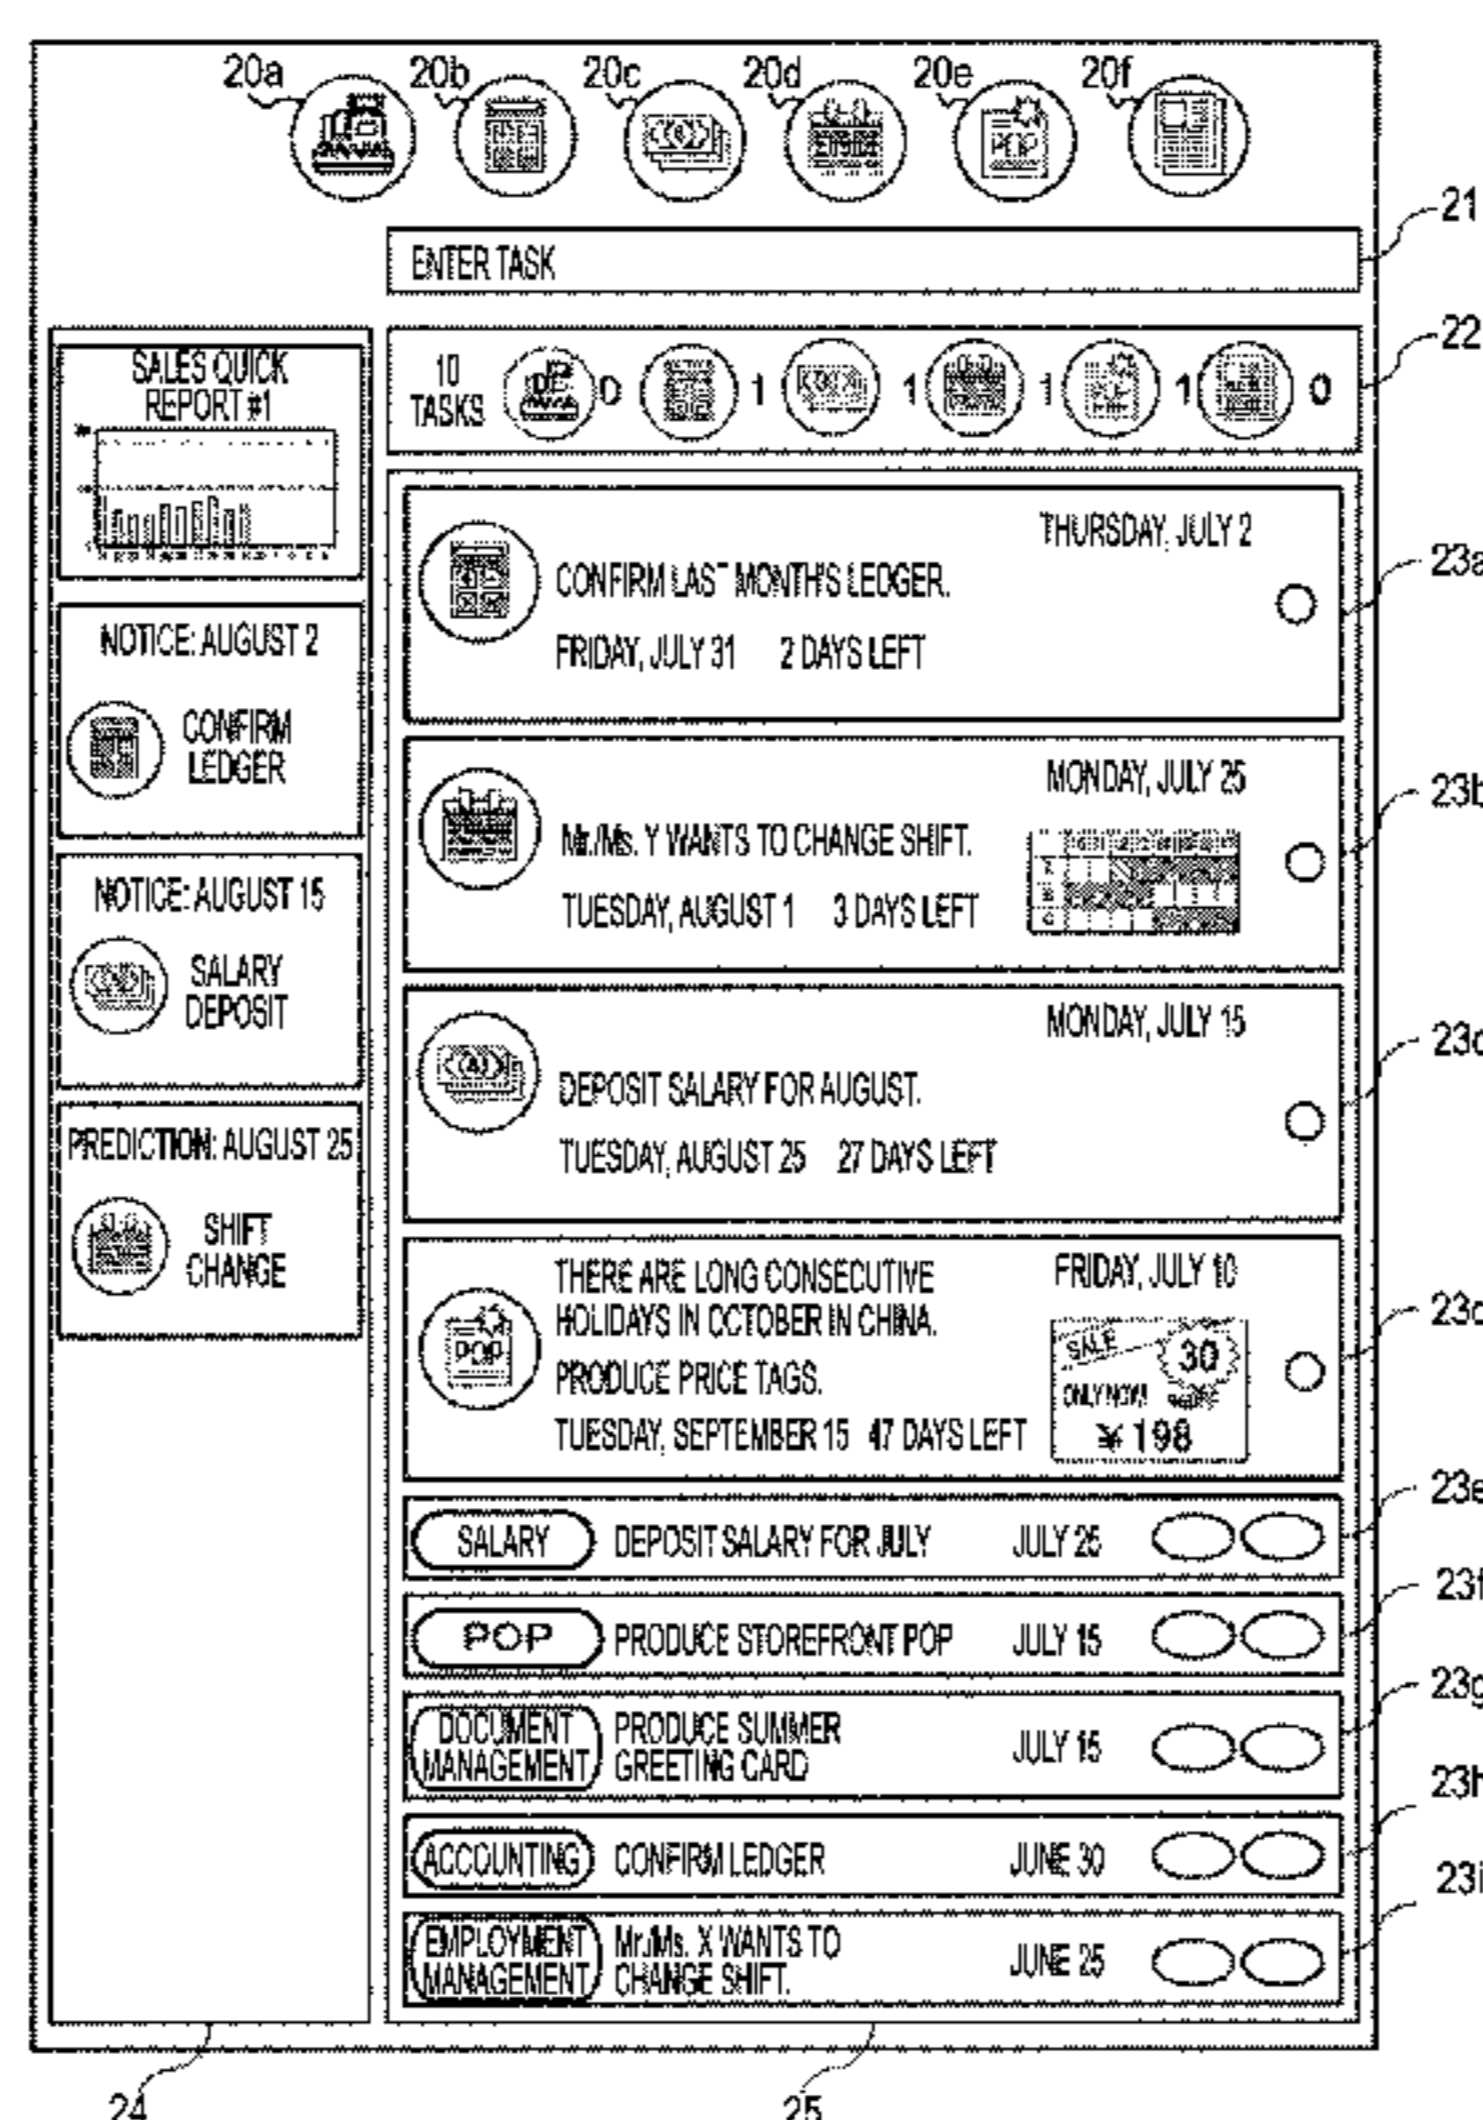 20a 20b 20c 20d 20e 20f
21
ENTER TASK
22
10
TASKS
0 1 1 1 1 0
SALES QUICK
REPORT #1
NOTICE: AUGUST 2
CONFIRM
LEDGER
NOTICE: AUGUST 15
SALARY
DEPOSIT
PREDICTION: AUGUST 25
SHIFT
CHANGE
24
THURSDAY, JULY 2
CONFIRM LAST MONTH'S LEDGER.
FRIDAY, JULY 31 2 DAYS LEFT
23a
MONDAY, JULY 25
Mr./Ms. Y WANTS TO CHANGE SHIFT.
TUESDAY, AUGUST 1 3 DAYS LEFT
23b
MONDAY, JULY 15
DEPOSIT SALARY FOR AUGUST.
TUESDAY, AUGUST 25 27 DAYS LEFT
23c
FRIDAY, JULY 10
THERE ARE LONG CONSECUTIVE
HOLIDAYS IN OCTOBER IN CHINA.
PRODUCE PRICE TAGS.
TUESDAY, SEPTEMBER 15 47 DAYS LEFT
POP
SALE
30
ONLY NOW!
¥198
23d
SALARY DEPOSIT SALARY FOR JULY JULY 25
23e
POP PRODUCE STOREFRONT POP JULY 15
23f
DOCUMENT
MANAGEMENT
PRODUCE SUMMER
GREETING CARD
JULY 15
23g
ACCOUNTING CONFIRM LEDGER JUNE 30
23h
EMPLOYMENT
MANAGEMENT
Mr./Ms. X WANTS TO
CHANGE SHIFT.
JUNE 25
23i
25